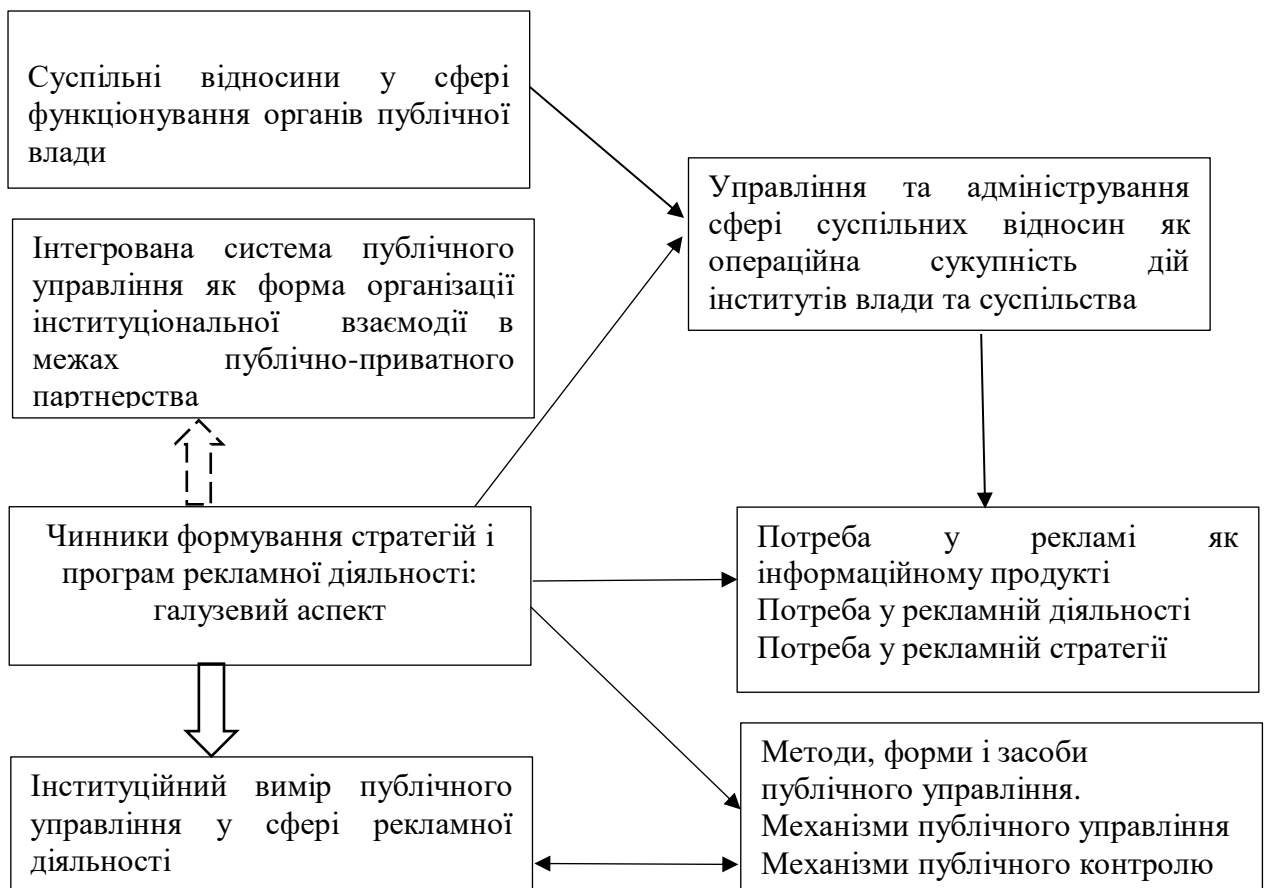 Суспільні відносини у сфері
функціонування органів публічної
влади
Управління та адміністрування
сфері суспільних відносин як
операційна сукупність дій
інститутів влади та суспільства
Інтегрована система публічного
управління як форма організації
інституціональної взаємодії в
межах публічно-приватного
партнерства
Чинники формування стратегій і
програм рекламної діяльності:
галузевий аспект
Потреба у рекламі як
інформаційному продукті
Потреба у рекламній діяльності
Потреба у рекламній стратегії
Інституційний вимір публічного
управління у сфері рекламної
діяльності
Методи, форми і засоби
публічного управління.
Механізми публічного управління
Механізми публічного контролю